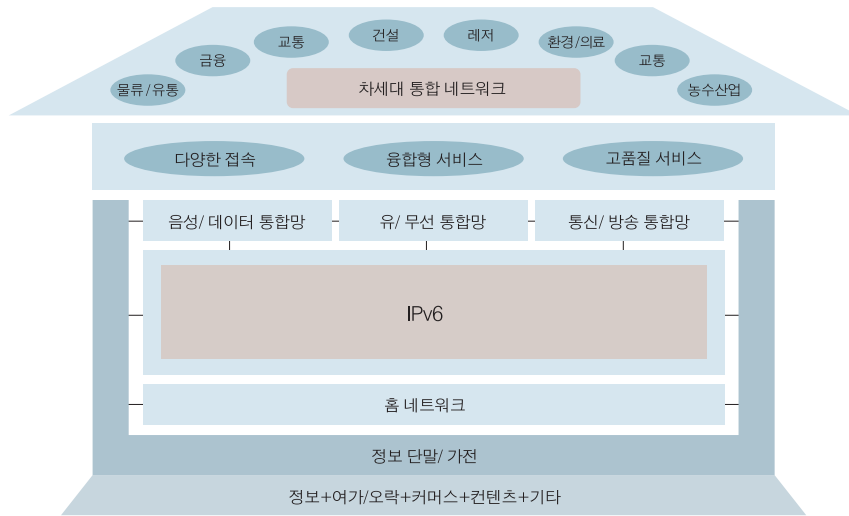 건설
레저
교통
환경/의료
금융
교통
물류/유통
차세대 통합 네트워크
농수산업
다양한 접속
융합형 서비스
고품질 서비스
음성/ 데이터 통합망
유/ 무선 통합망
통신/ 방송 통합망
IPv6
홈 네트워크
정보 단말/ 가전
정보+여가/오락+커머스+컨텐츠+기타